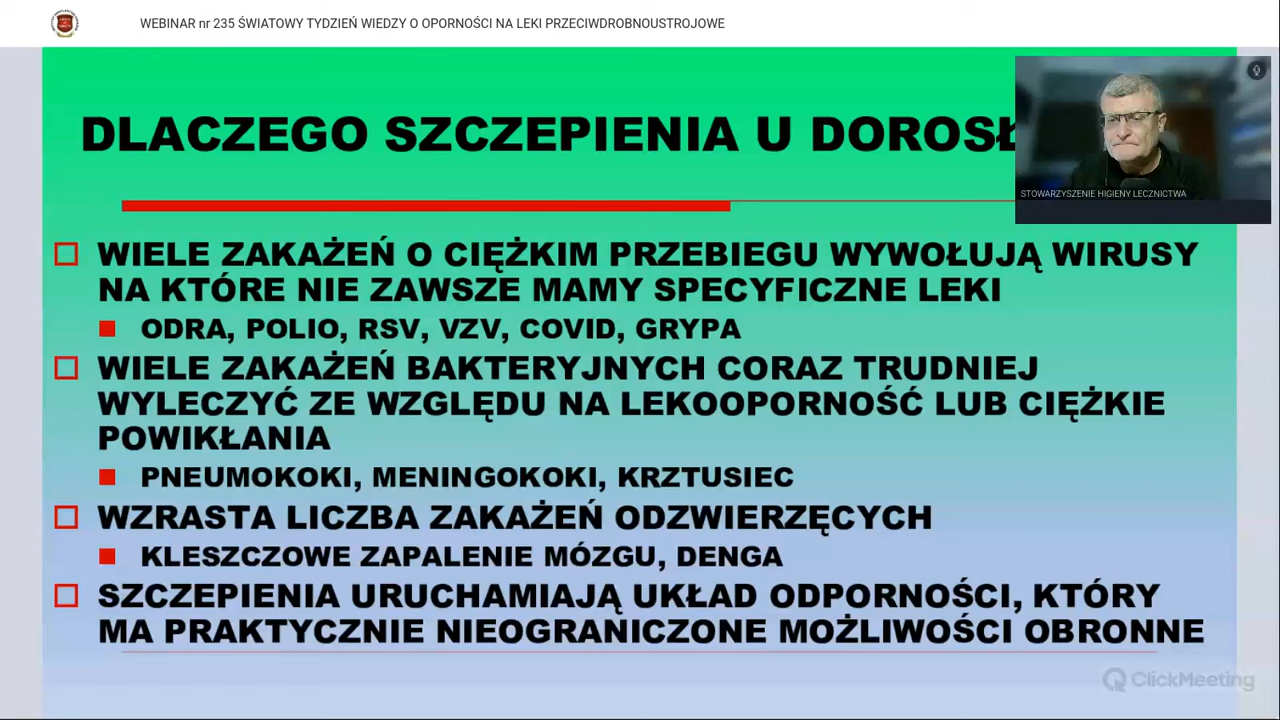 WEBINAR nr 235 ŚWIATOWY TYDZIEŃ WIEDZY O OPORNOŚCI NA LEKI PRZECIWDROBNOUSTROJOWE
DLACZEGO SZCZEPIENIA U DOROSŁ
STOWARZYSZENIE HIGIENY LECZNICTWA
WIELE ZAKAŻEŃ O CIĘŻKIM PRZEBIEGU WYWOŁUJĄ WIRUSY
NA KTÓRE NIE ZAWSZE MAMY SPECYFICZNE LEKI
ODRA, POLIO, RSV, VZV, COVID, GRYPA
WIELE ZAKAŻEŃ BAKTERYJNYCH CORAZ TRUDNIEJ
WYLECZYĆ ZE WZGLĘDU NA LEKOOPORNOŚĆ LUB CIĘŻKIE
POWIKŁANIA
PNEUMOKOKI, MENINGOKOKI, KRZTUSIEC
WZRASTA LICZBA ZAKAŻEŃ ODZWIERZĘCYCH
KLESZCZOWE ZAPALENIE MÓZGU, DENGA
SZCZEPIENIA URUCHAMIAJĄ UKŁAD ODPORNOŚCI, KTÓRY
MA PRAKTYCZNIE NIEOGRANICZONE MOŻLIWOŚCI OBRONNE
ClickMeeting